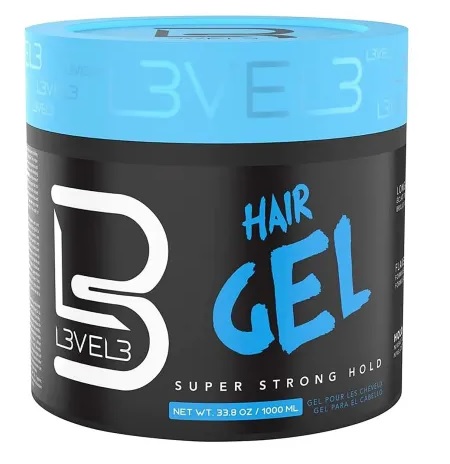 L3VEL3
L3VEL3
HAIR
GEL
SUPER STRONG HOLD
NET WT. 33.8 OZ / 1000 ML
GEL POUR LES CHEVEUX
GEL PARA EL CABELLO